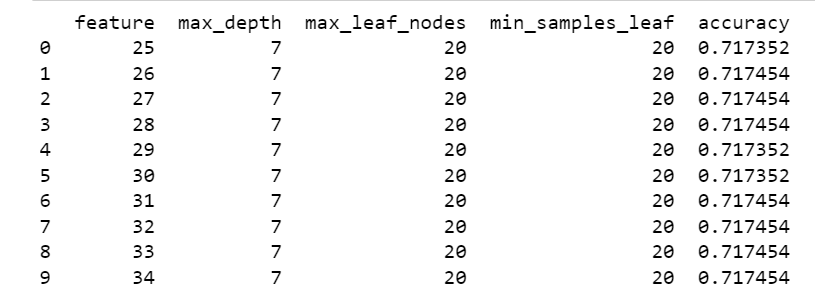 feature max_depth max_leaf_nodes min_samples_leaf accuracy
0 25 7 20 20 0.717352
1 26 7 20 20 0.717454
2 27 7 20 20 0.717454
3 28 7 20 20 0.717454
4 29 7 20 20 0.717352
5 30 7 20 20 0.717352
6 31 7 20 20 0.717454
7 32 7 20 20 0.717454
8 33 7 20 20 0.717454
9 34 7 20 20 0.717454